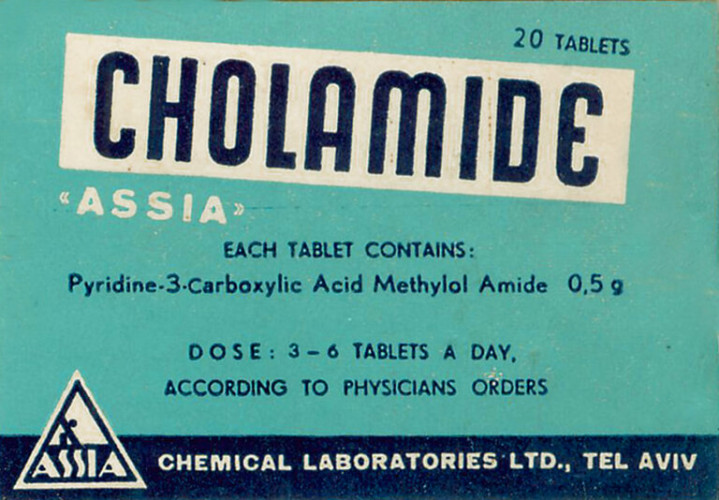 20 TABLETS
CHOLAMIDE
«ASSIA»
EACH TABLET CONTAINS:
Pyridine-3-Carboxylic Acid Methylol Amide 0,5 g
DOSE: 3 – 6 TABLETS A DAY,
ACCORDING TO PHYSICIANS ORDERS
ASSIA
CHEMICAL LABORATORIES LTD., TEL AVIV